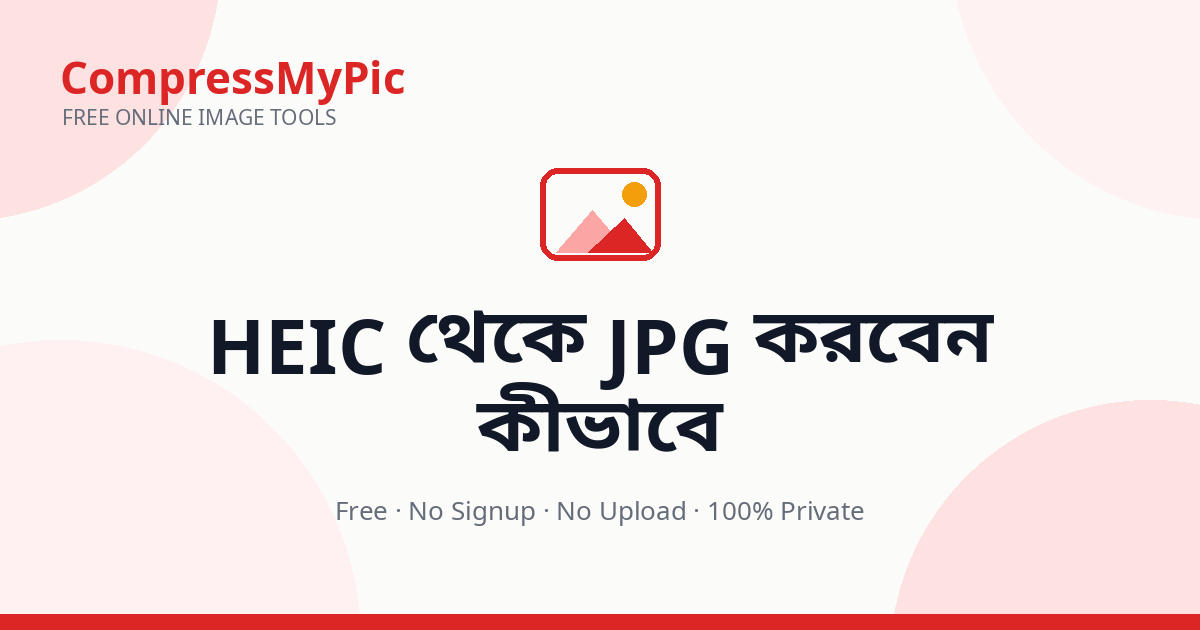 CompressMyPic
FREE ONLINE IMAGE TOOLS
HEIC থেকে JPG করবেন
কীভাবে
Free · No Signup · No Upload · 100% Private